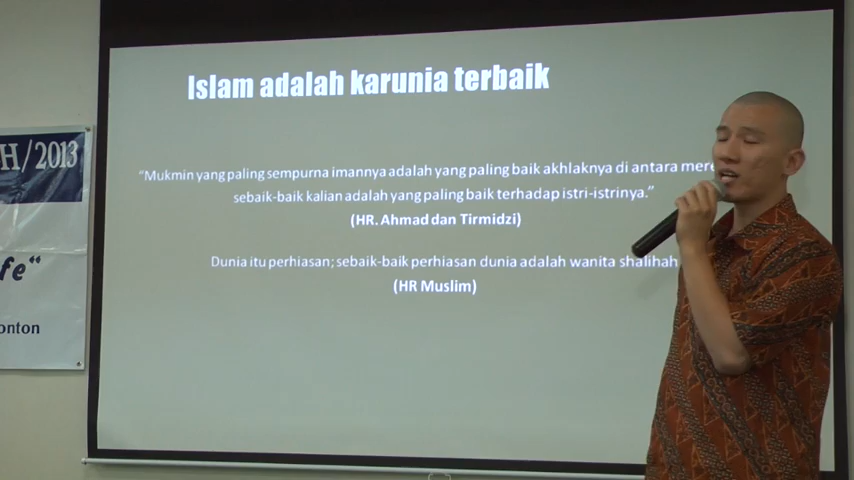 Islam adalah karunia terbaik
H/2013
"Mukmin yang paling sempurna imannya adalah yang paling baik akhlaknya di antara mere
sebaik-baik kalian adalah yang paling baik terhadap istri-istrinya."
(HR. Ahmad dan Tirmidzi)
Dunia itu perhiasan; sebaik-baik perhiasan dunia adalah wanita shalihah
(HR Muslim)
fe"
onton